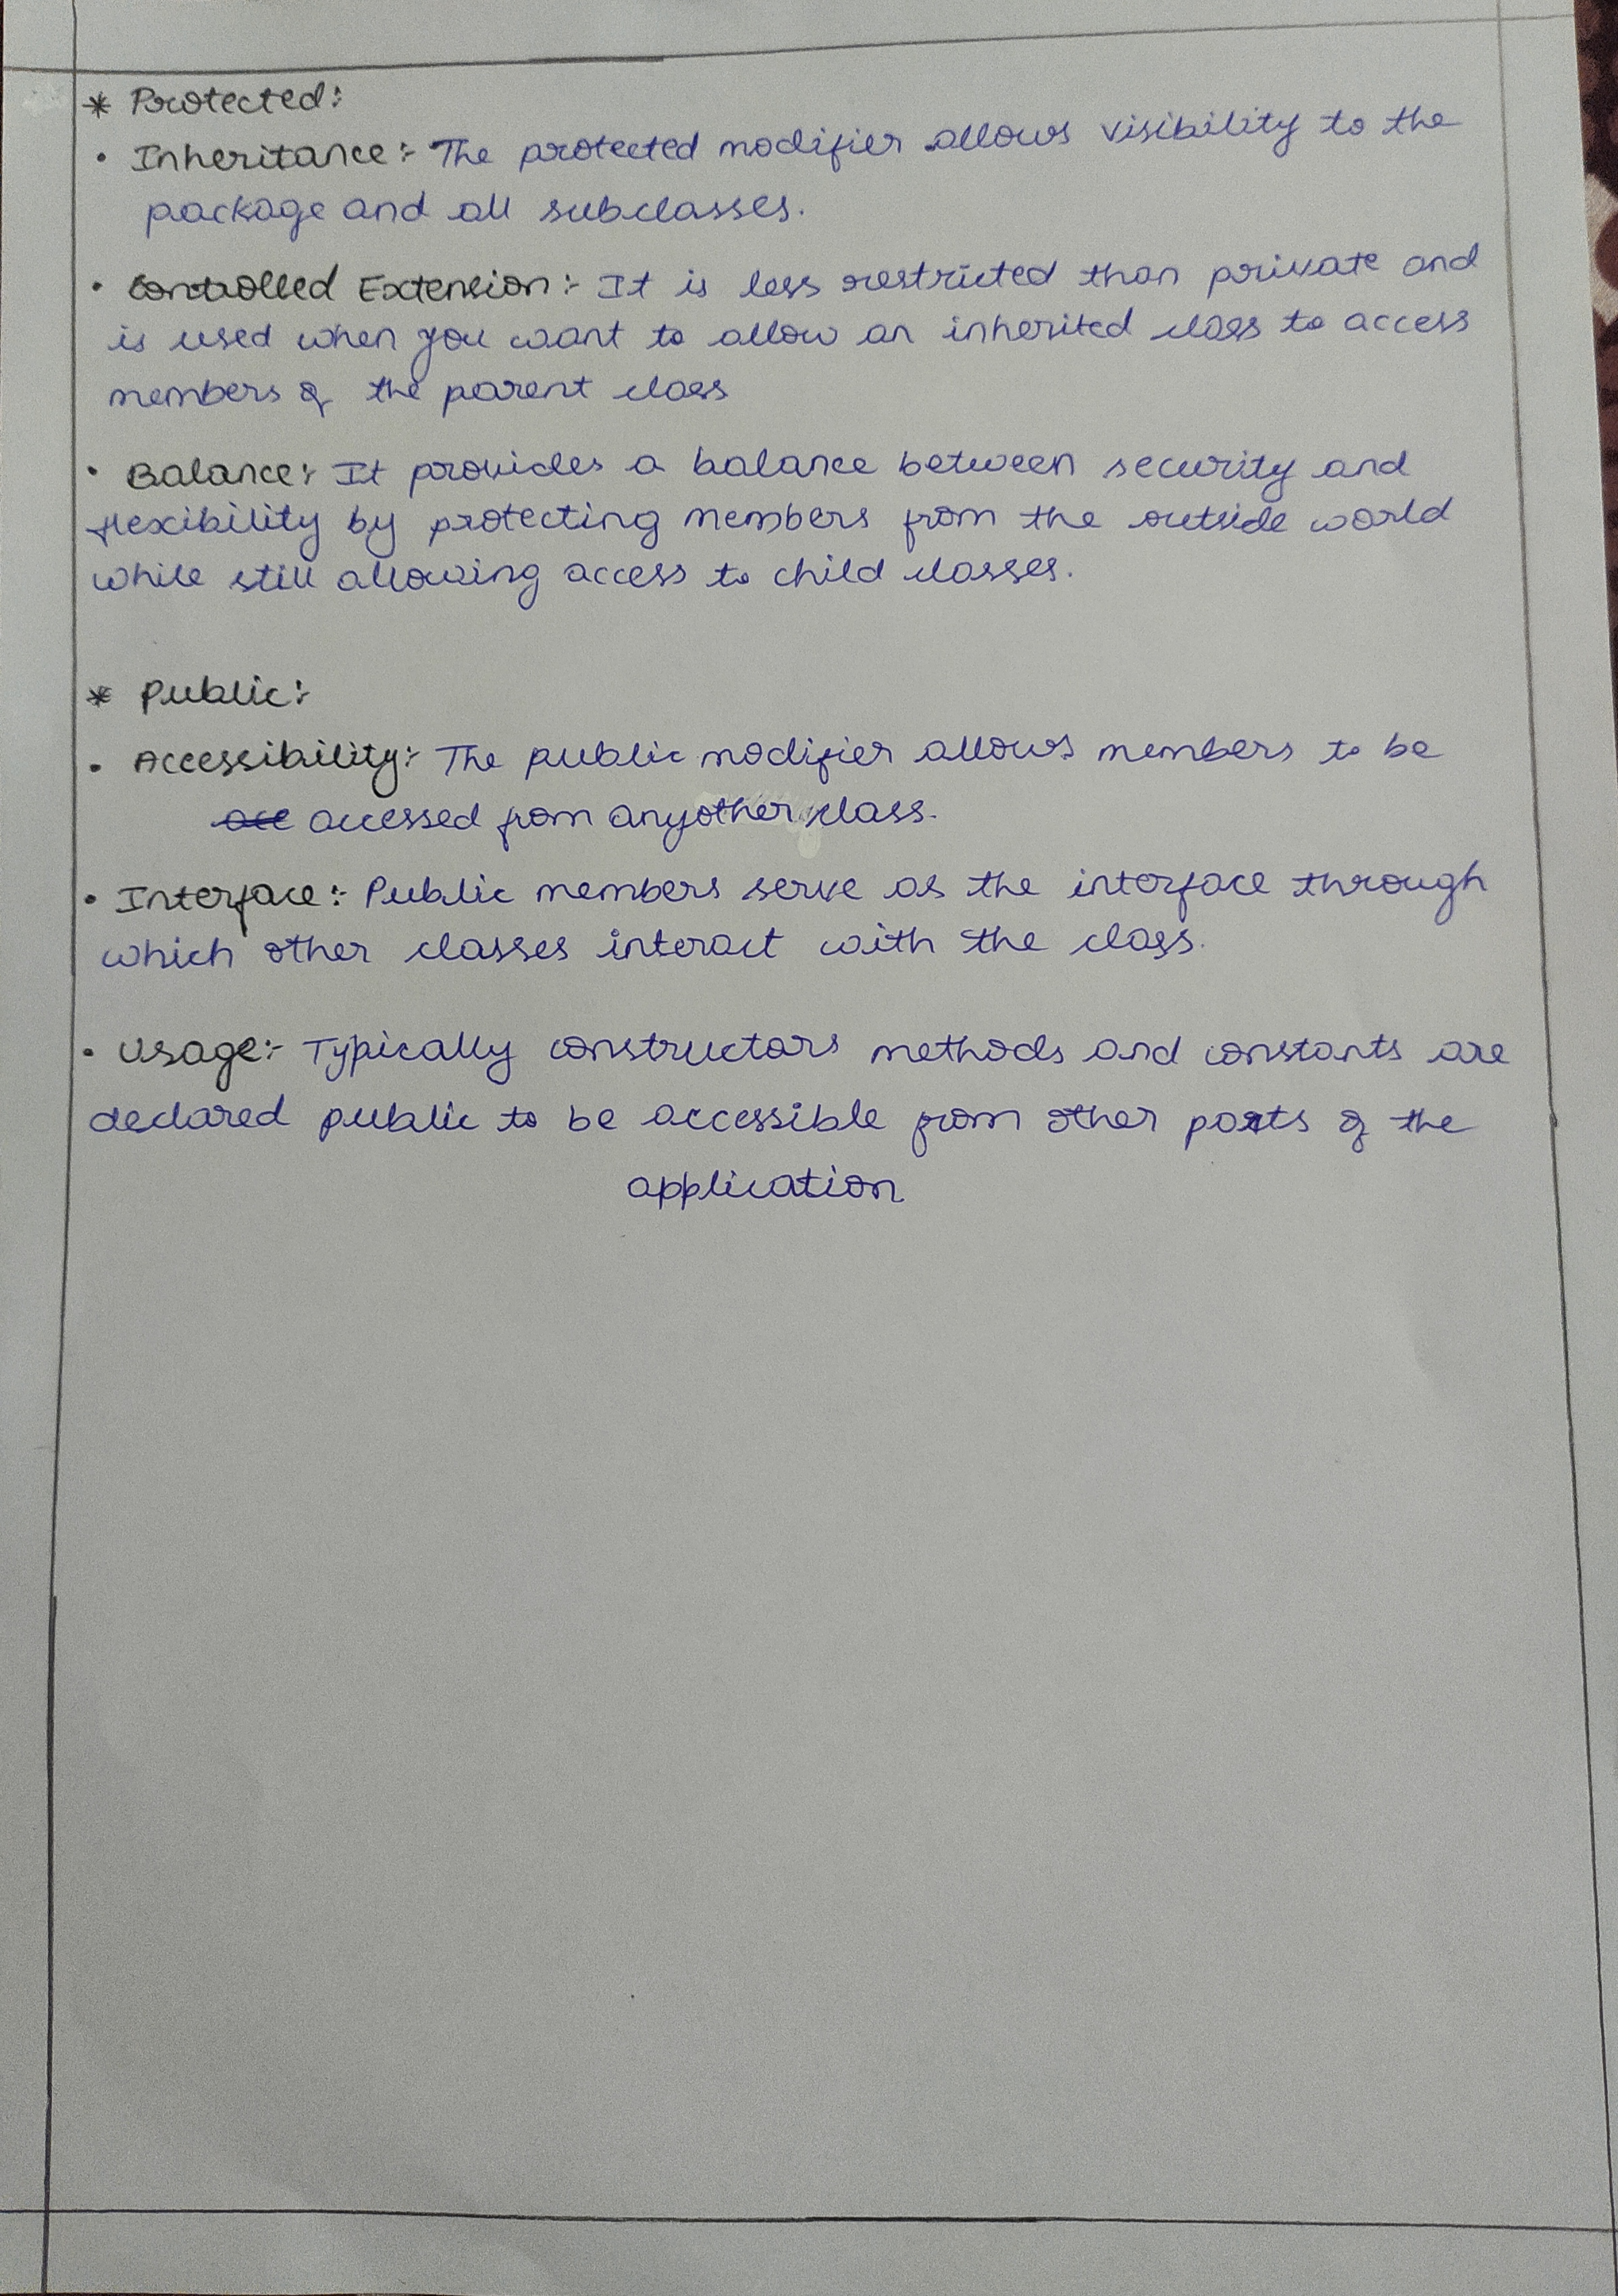 * Protected:-
• Inheritance:- The protected modifier allows visibility to the
package and all subclasses.
• Controlled Extension:- It is less restricted than private and
is used when you want to allow an inherited class to access
members of the parent class
• Balance:- It provides a balance between security and
flexibility by protecting members from the outside world
while still allowing access to child classes.
* Public:-
• Accessibility:- The public modifier allows members to be
acc accessed from anyother class.
• Interface:- Public members serve as the interface through
which other classes interact with the class.
• Usage:- Typically constructors methods and constants are
declared public to be accessible from other parts of the
application